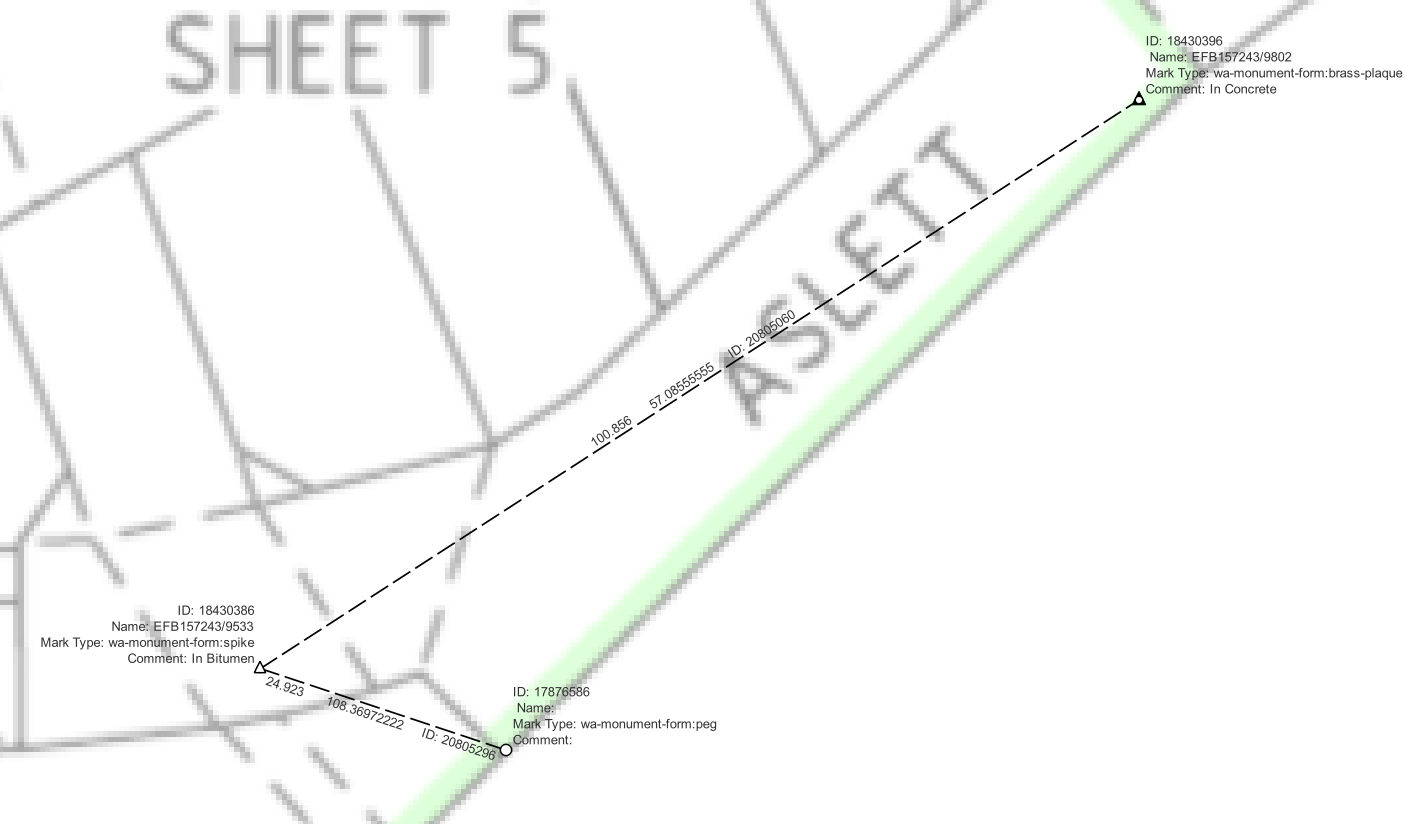 SHEET 5
ID: 18430396
Name: EFB157243/9802
Mark Type: wa-monument-form:brass-plaque
Comment: In Concrete
ASLETT
ID: 20805060
57.08555555
100.856
ID: 18430386
Name: EFB157243/9533
Mark Type: wa-monument-form:spike
Comment: In Bitumen
24.923
108.36972222
ID: 20805296
ID: 17876586
Name:
Mark Type: wa-monument-form:peg
Comment: